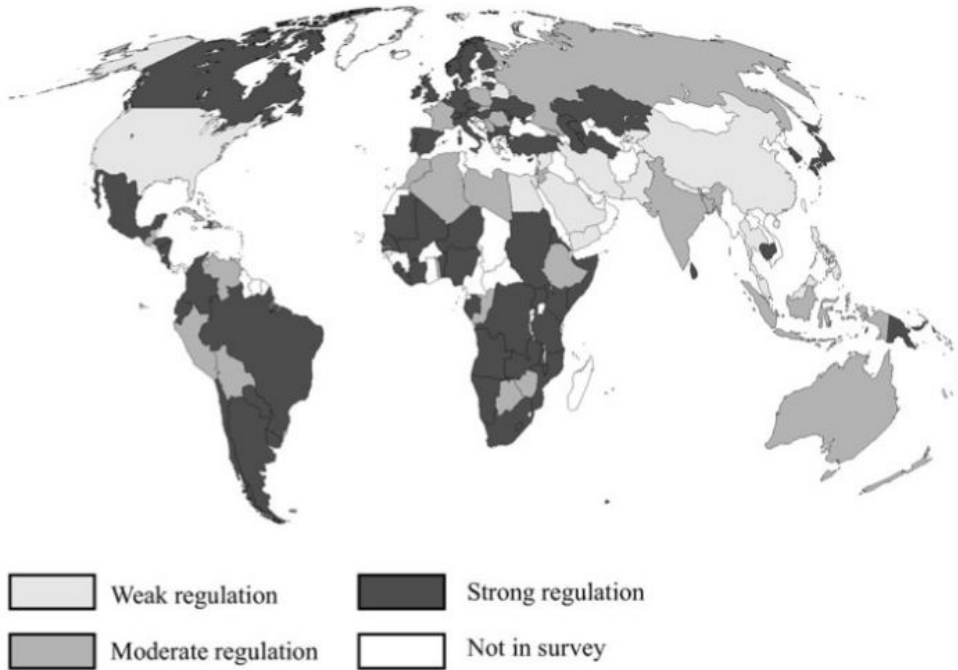 Weak regulation
Strong regulation
Moderate regulation
Not in survey